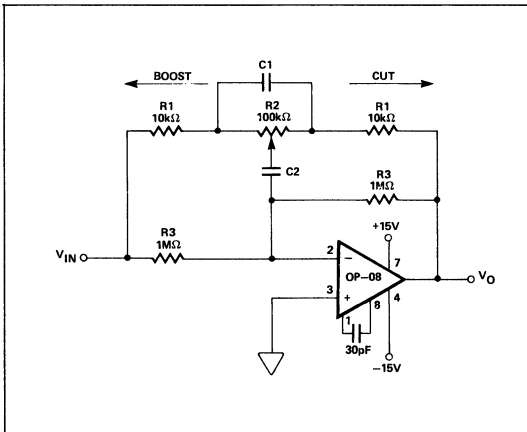 C1
BOOST
CUT
R1
10kΩ
R2
100kΩ
R1
10kΩ
C2
R3
1MΩ
R3
1MΩ
+15V
VIN
2
−
7
OP–08
VO
3
+
4
1
8
30pF
−15V